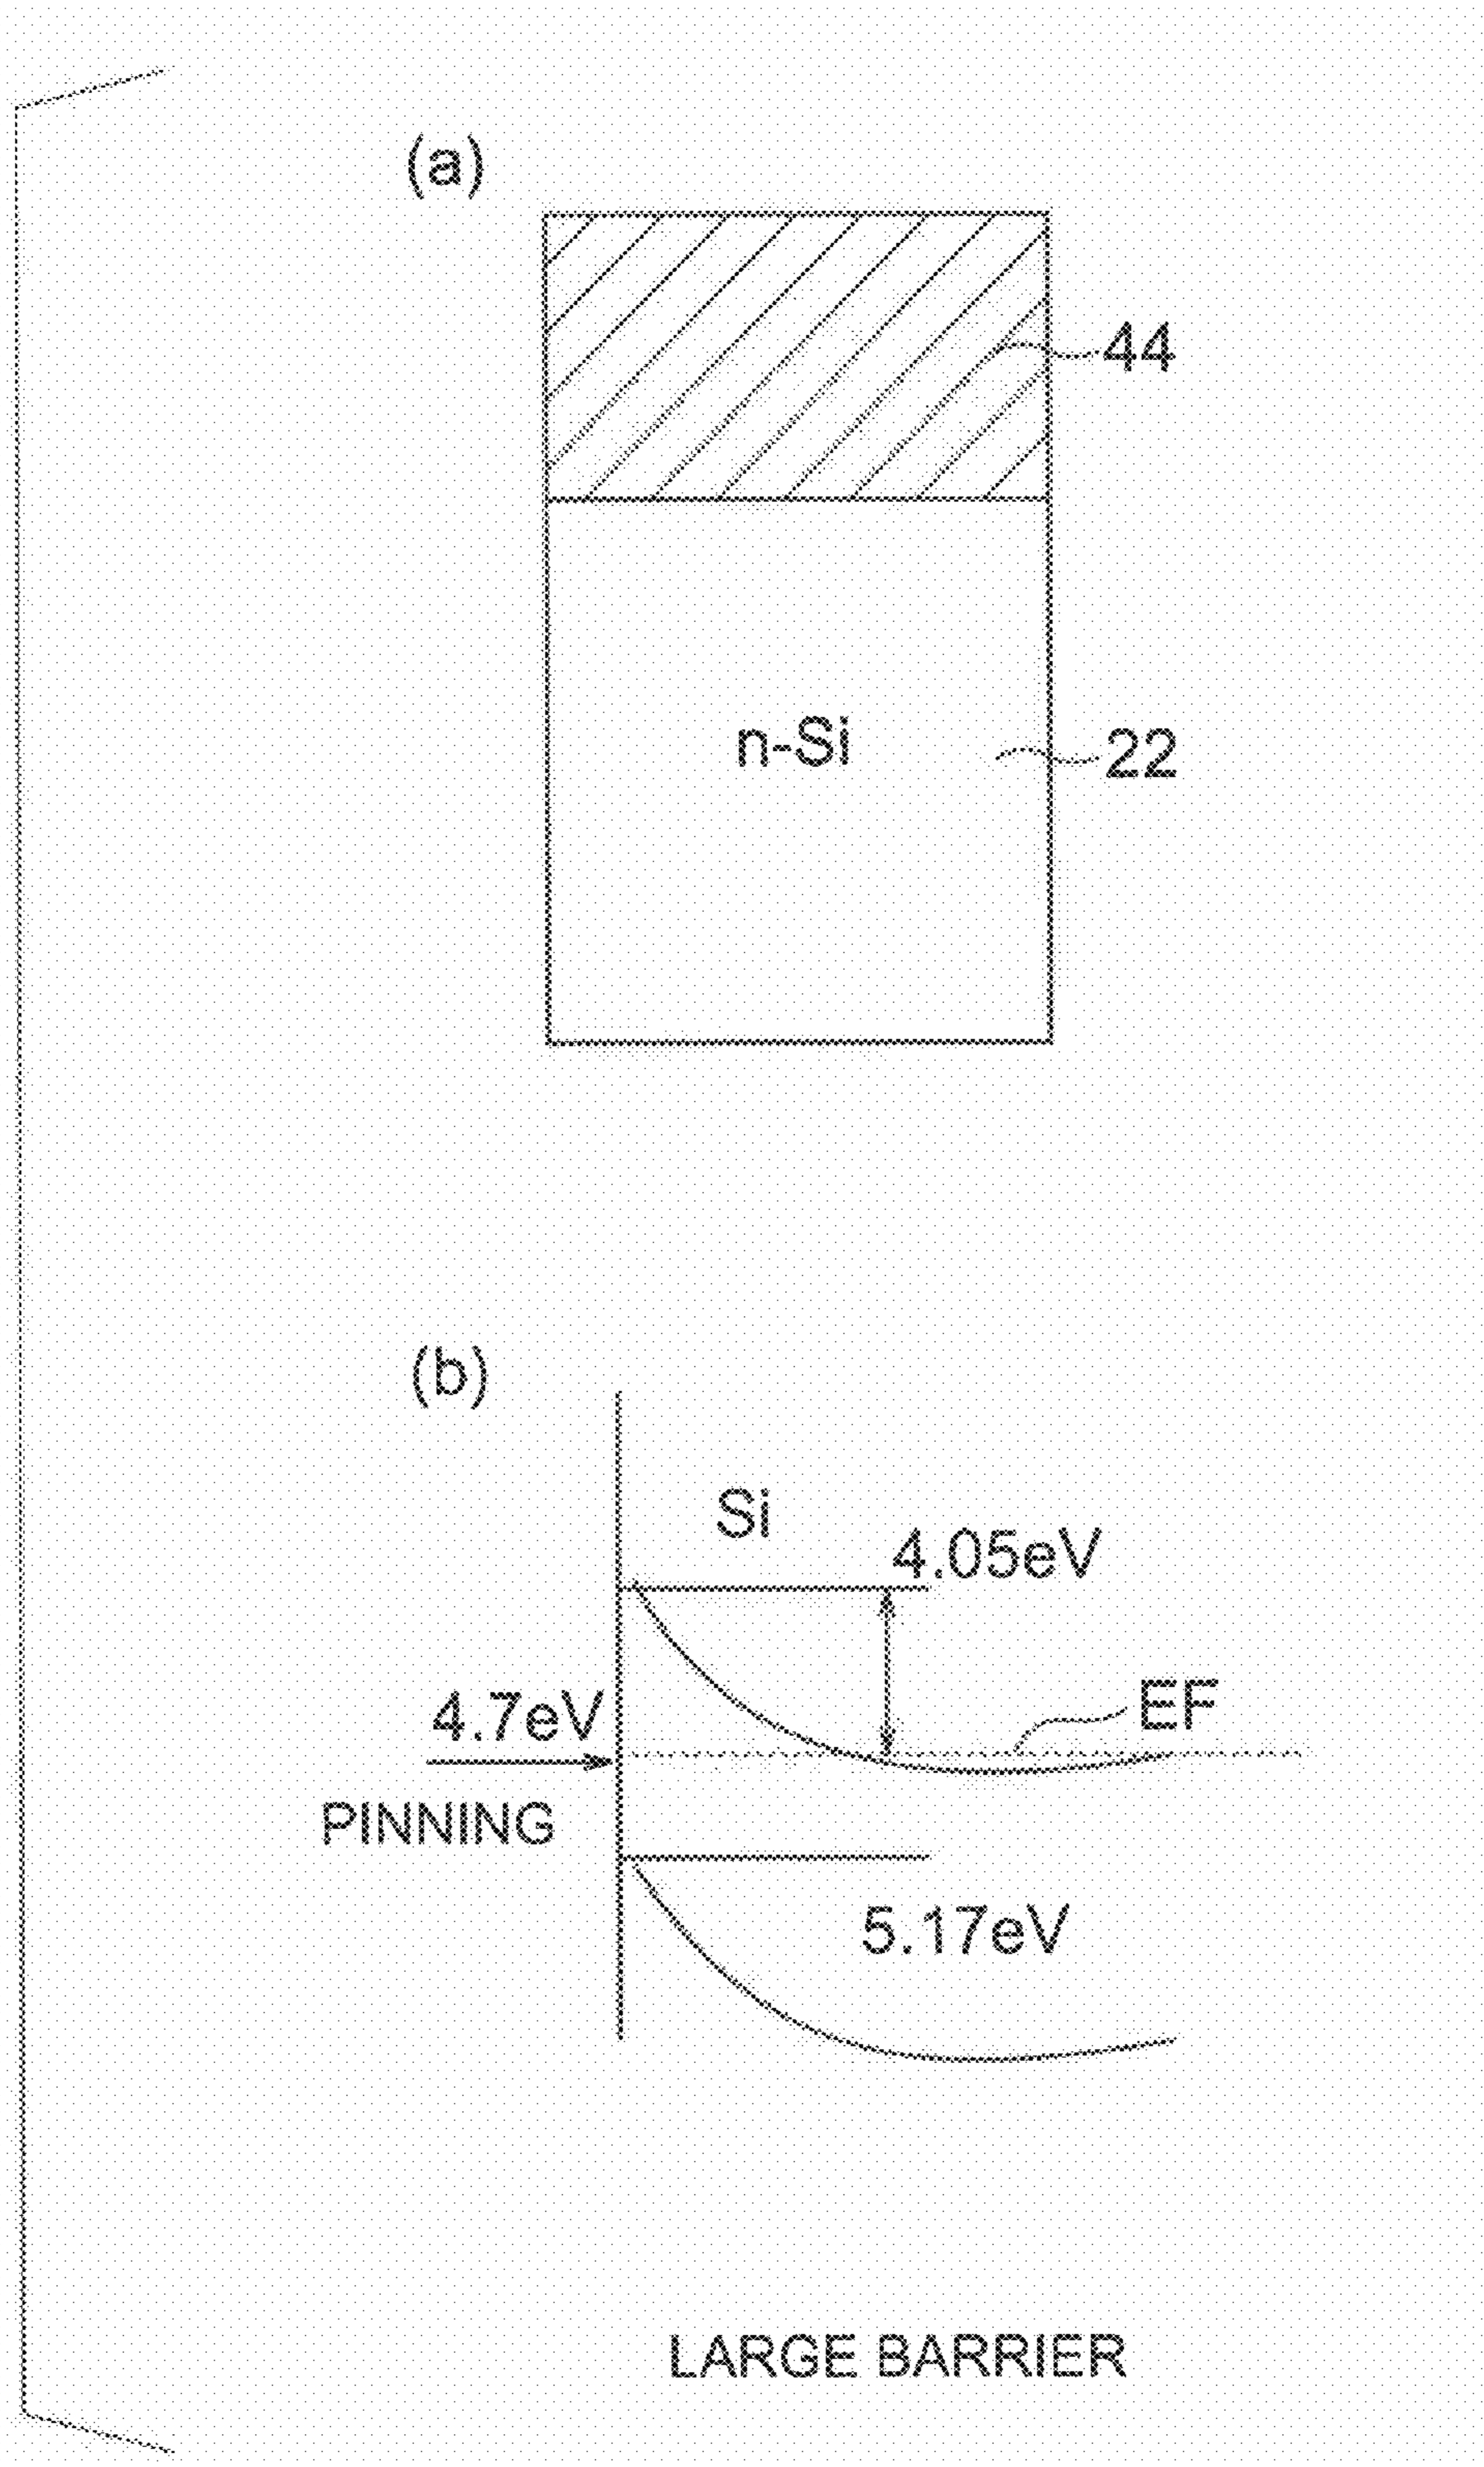 (a)
44
n-Si
22
(b)
Si
4.05eV
4.7eV
EF
PINNING
5.17eV
LARGE BARRIER